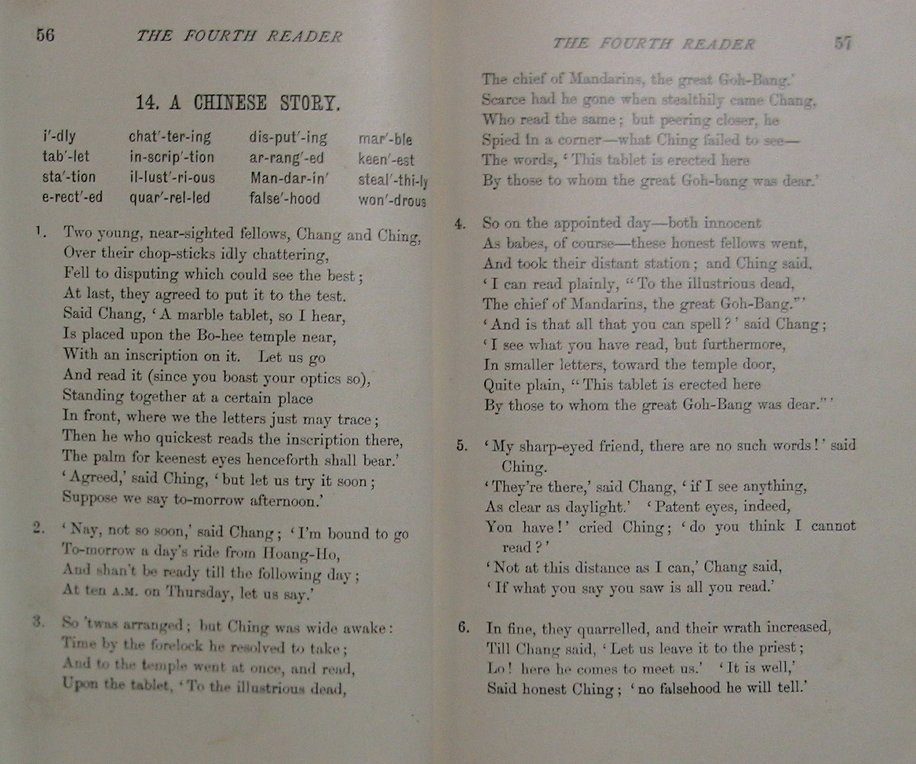 56 THE FOURTH READER
14. A CHINESE STORY.
i'-dly chat'-ter-ing dis-put'-ing mar'-ble
tab'-let in-scrip'-tion ar-rang'-ed keen'-est
sta'-tion il-lust'-ri-ous Man-dar-in' steal'-thi-ly
e-rect'-ed quar'-rel-led false'-hood won'-drous
1. Two young, near-sighted fellows, Chang and Ching,
Over their chop-sticks idly chattering,
Fell to disputing which could see the best;
At last, they agreed to put it to the test.
Said Chang, 'A marble tablet, so I hear,
Is placed upon the Bo-hee temple near,
With an inscription on it. Let us go
And read it (since you boast your optics so),
Standing together at a certain place
In front, where we the letters just may trace;
Then he who quickest reads the inscription there,
The palm for keenest eyes henceforth shall bear.'
'Agreed,' said Ching, 'but let us try it soon;
Suppose we say to-morrow afternoon.'
2. 'Nay, not so soon,' said Chang; 'I'm bound to go
To-morrow a day's ride from Hoang-Ho,
And shan't be ready till the following day;
At ten A.M. on Thursday, let us say.'
3. So 'twas arranged; but Ching was wide awake:
Time by the forelock he resolved to take;
And to the temple went at once, and read,
Upon the tablet, 'To the illustrious dead,
THE FOURTH READER 57
The chief of Mandarins, the great Goh-Bang.'
Scarce had he gone when stealthily came Chang,
Who read the same; but peering closer, he
Spied in a corner—what Ching failed to see—
The words, 'This tablet is erected here
By those to whom the great Goh-bang was dear.'
4. So on the appointed day—both innocent
As babes, of course—these honest fellows went,
And took their distant station; and Ching said,
'I can read plainly, "To the illustrious dead,
The chief of Mandarins, the great Goh-Bang."'
'And is that all that you can spell?' said Chang;
'I see what you have read, but furthermore,
In smaller letters, toward the temple door,
Quite plain, "This tablet is erected here
By those to whom the great Goh-Bang was dear."'
5. 'My sharp-eyed friend, there are no such words!' said
Ching.
'They're there,' said Chang, 'if I see anything,
As clear as daylight.' 'Patent eyes, indeed,
You have!' cried Ching; 'do you think I cannot
read?'
'Not at this distance as I can,' Chang said,
'If what you say you saw is all you read.'
6. In fine, they quarrelled, and their wrath increased,
Till Chang said, 'Let us leave it to the priest;
Lo! here he comes to meet us.' 'It is well,'
Said honest Ching; 'no falsehood he will tell.'